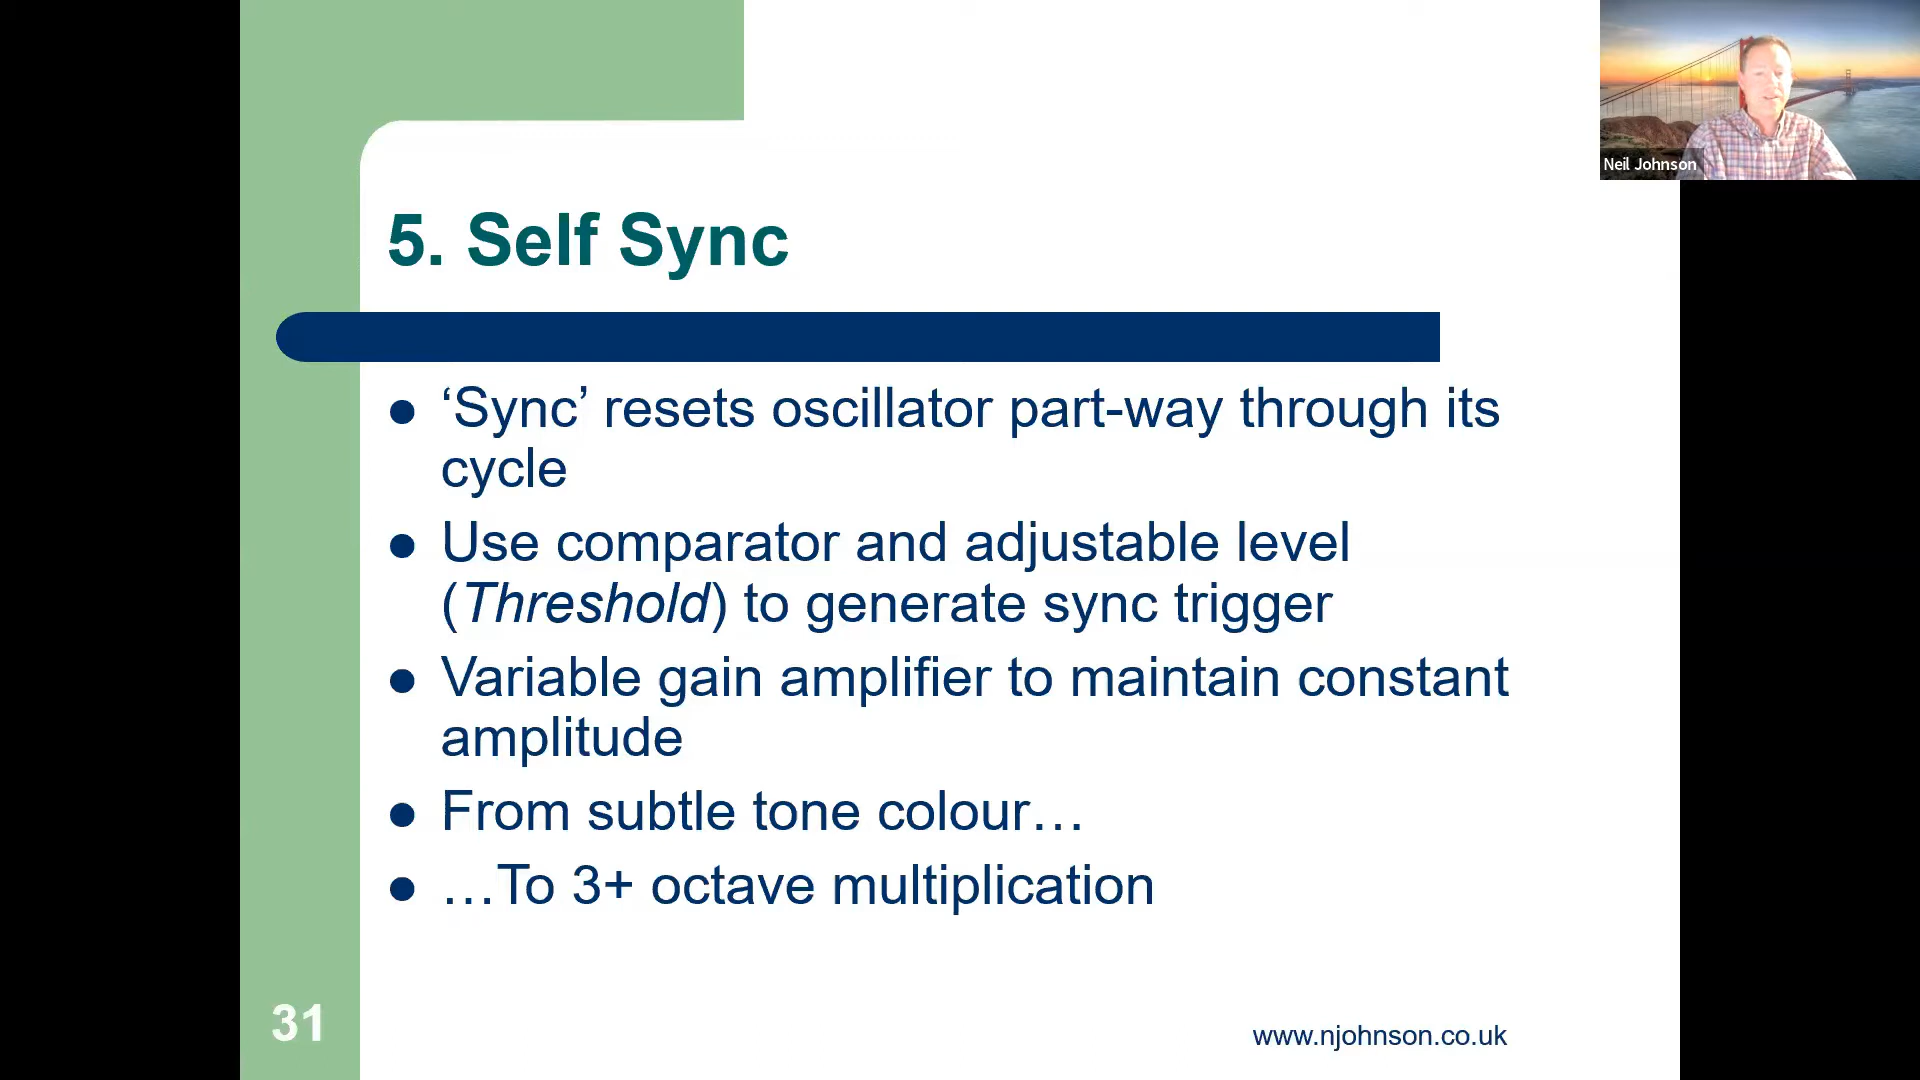 Neil Johnson
5. Self Sync
● ‘Sync’ resets oscillator part-way through its
cycle
● Use comparator and adjustable level
(Threshold) to generate sync trigger
● Variable gain amplifier to maintain constant
amplitude
● From subtle tone colour…
● …To 3+ octave multiplication
31
www.njohnson.co.uk